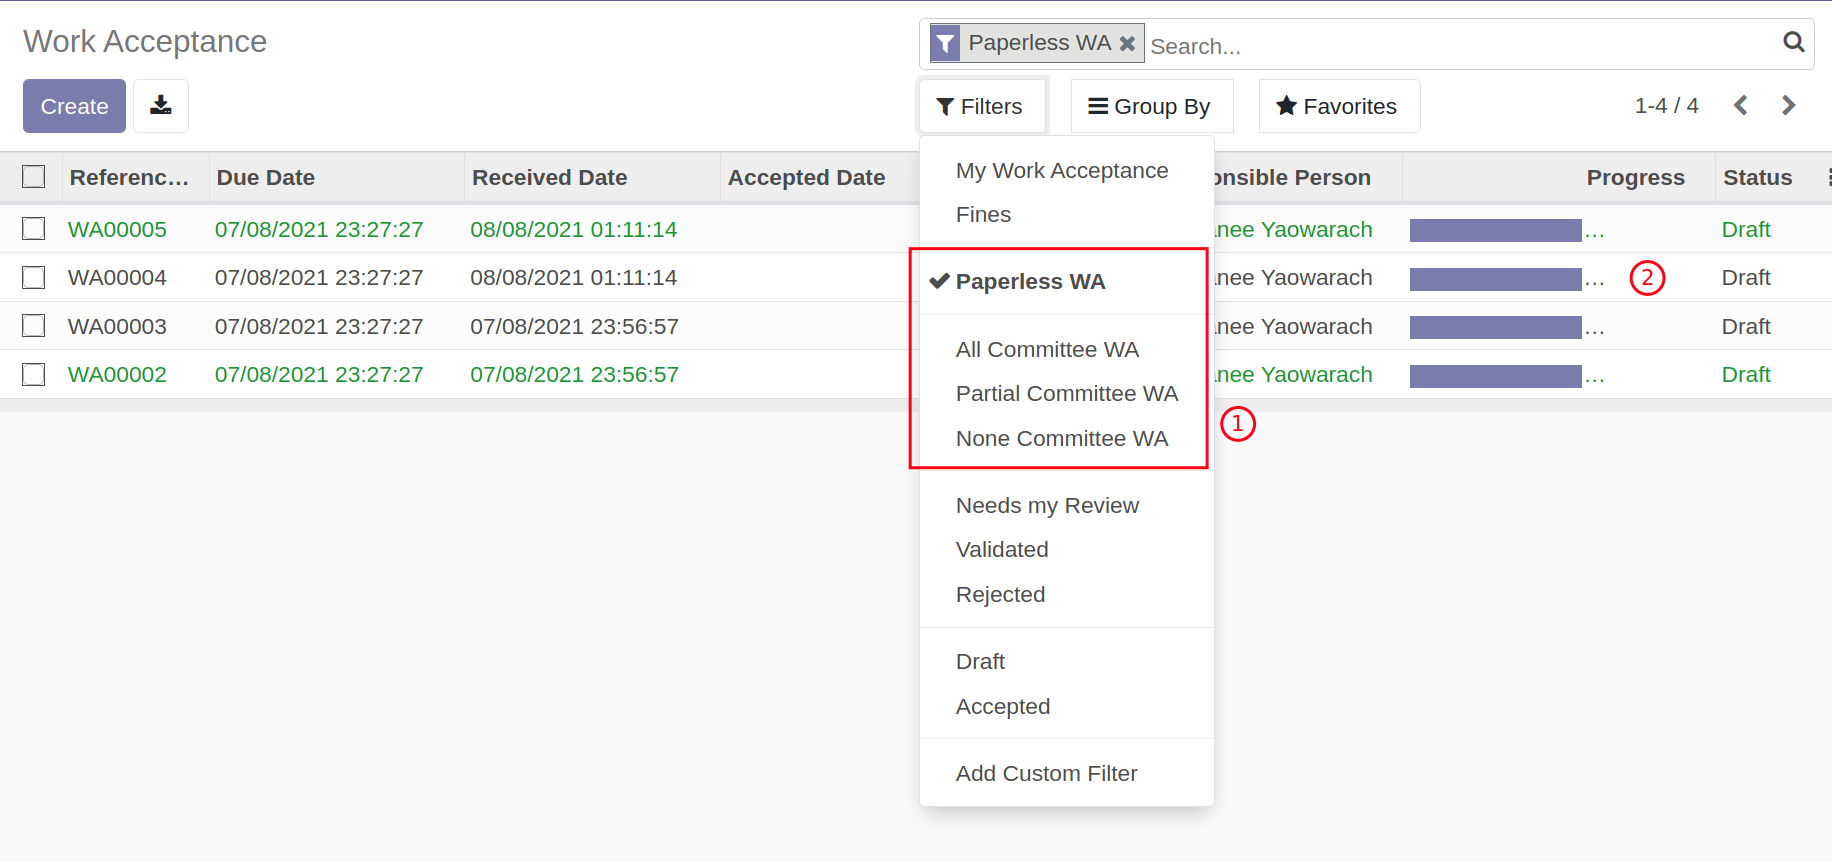 Work Acceptance
Paperless WA Search...
Create
Filters Group By Favorites 1-4 / 4
Referenc... Due Date Received Date Accepted Date onsible Person Progress Status
WA00005 07/08/2021 23:27:27 08/08/2021 01:11:14 nee Yaowarach ... Draft
WA00004 07/08/2021 23:27:27 08/08/2021 01:11:14 nee Yaowarach ... 2 Draft
WA00003 07/08/2021 23:27:27 07/08/2021 23:56:57 nee Yaowarach ... Draft
WA00002 07/08/2021 23:27:27 07/08/2021 23:56:57 nee Yaowarach ... Draft
My Work Acceptance
Fines
Paperless WA
All Committee WA
Partial Committee WA
None Committee WA
1
Needs my Review
Validated
Rejected
Draft
Accepted
Add Custom Filter